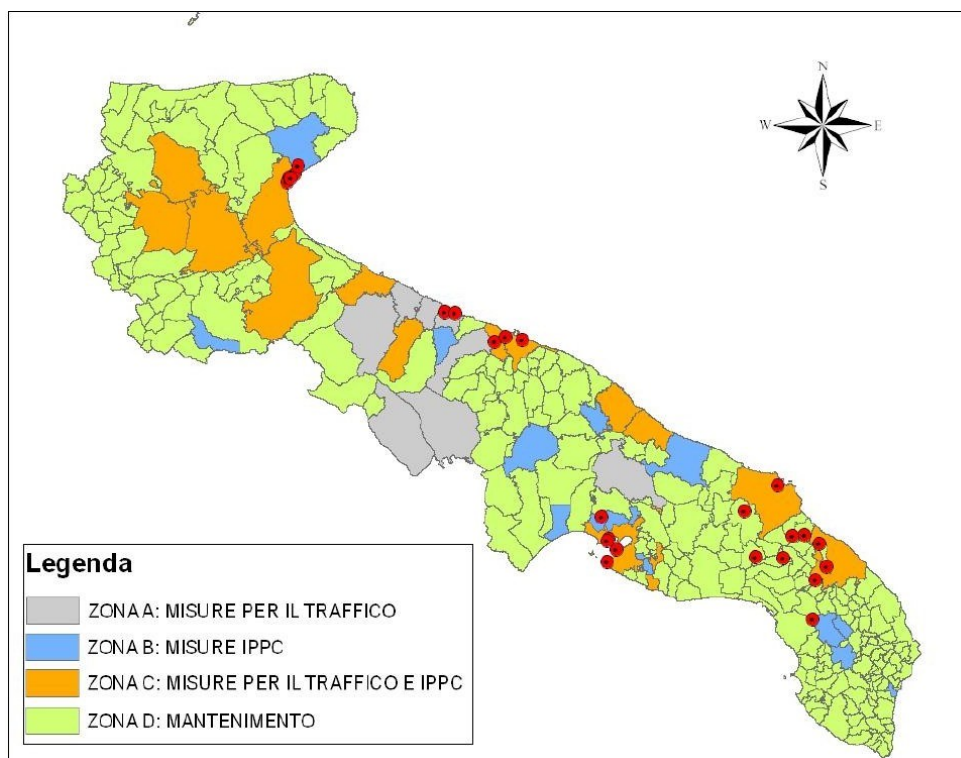 N
W E
S
Legenda
ZONA A: MISURE PER IL TRAFFICO
ZONA B: MISURE IPPC
ZONA C: MISURE PER IL TRAFFICO E IPPC
ZONA D: MANTENIMENTO